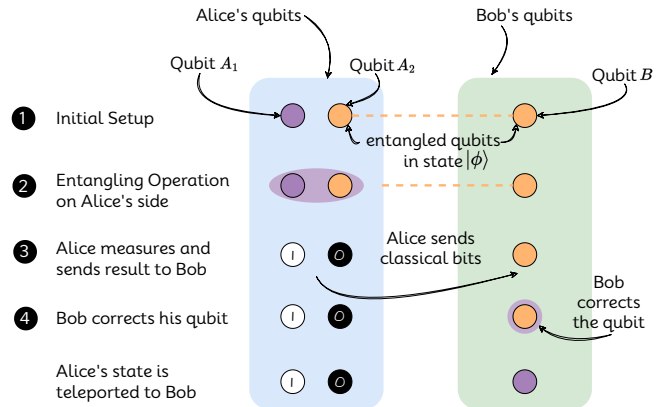 Alice's qubits
Bob's qubits
Qubit A₁
Qubit A₂
Qubit B
1 Initial Setup
entangled qubits
in state |ϕ⟩
2 Entangling Operation
on Alice's side
3 Alice measures and
sends result to Bob
1 0
Alice sends
classical bits
4 Bob corrects his qubit
1 0
Bob
corrects
the qubit
Alice's state is
teleported to Bob
1 0